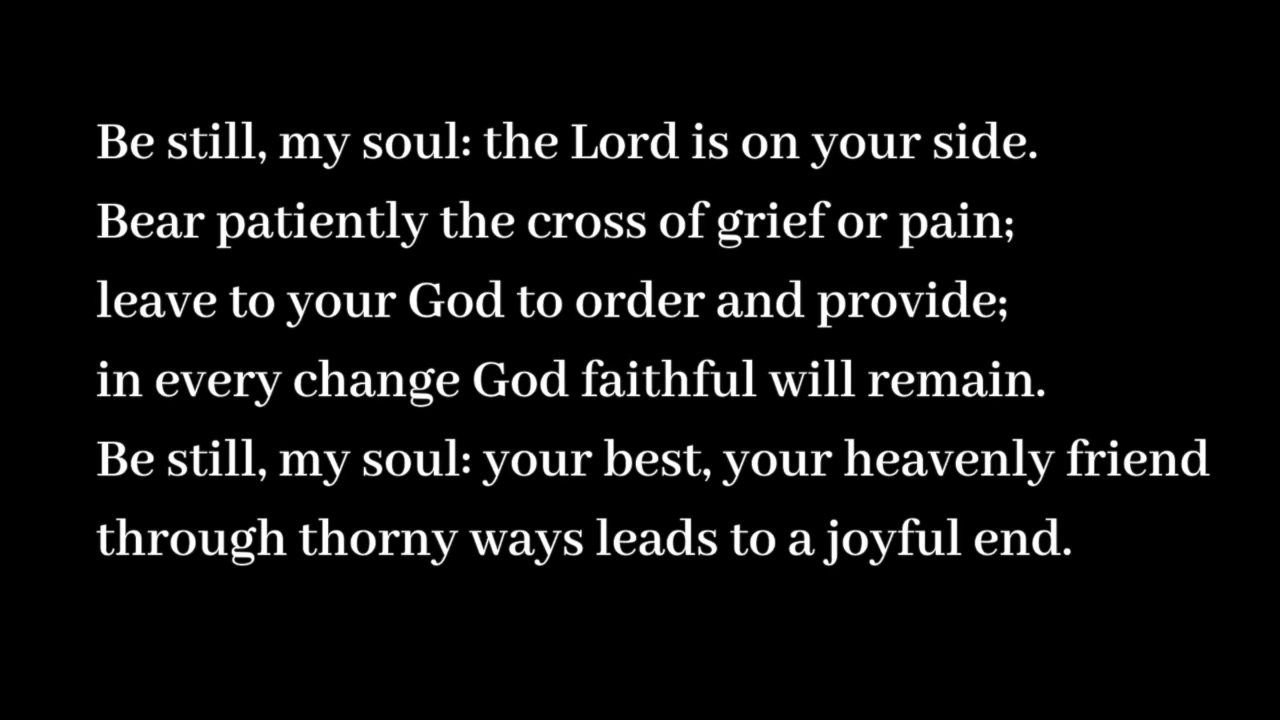 Be still, my soul: the Lord is on your side.
Bear patiently the cross of grief or pain;
leave to your God to order and provide;
in every change God faithful will remain.
Be still, my soul: your best, your heavenly friend
through thorny ways leads to a joyful end.